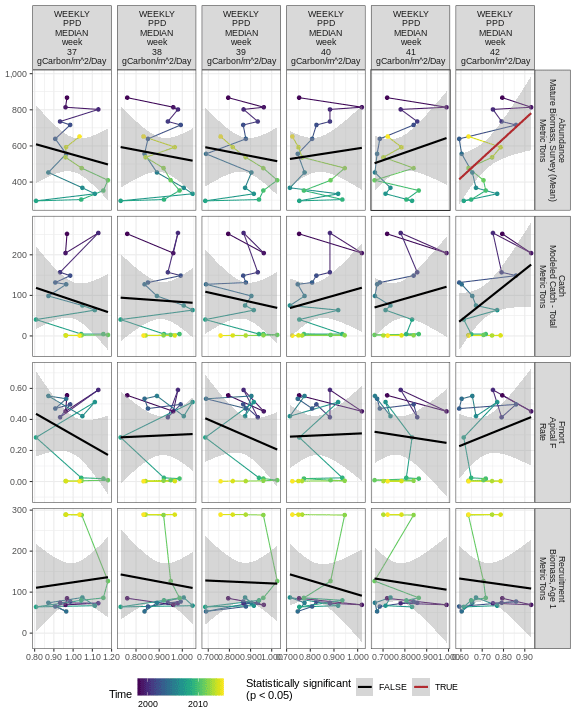 WEEKLY
PPD
MEDIAN
week
37
gCarbon/m^2/Day
WEEKLY
PPD
MEDIAN
week
38
gCarbon/m^2/Day
WEEKLY
PPD
MEDIAN
week
39
gCarbon/m^2/Day
WEEKLY
PPD
MEDIAN
week
40
gCarbon/m^2/Day
WEEKLY
PPD
MEDIAN
week
41
gCarbon/m^2/Day
WEEKLY
PPD
MEDIAN
week
42
gCarbon/m^2/Day
1,000
800
600
400
Abundance
Mature Biomass, Survey (Mean)
Metric Tons
200
100
0
Catch
Modeled Catch - Total
Metric Tons
0.60
0.40
0.20
0.00
Fmort
Apical F
Rate
300
200
100
0
Recruitment
Biomass, Age 1
Metric Tons
0.80 0.90 1.00 1.10 1.20
0.800 0.900 1.000
0.700 0.800 0.900
0.700 0.800 0.900 1.000
0.700 0.800 0.900
0.60 0.70 0.80 0.90
Time
2000 2010
Statistically significant
(p < 0.05)
FALSE
TRUE